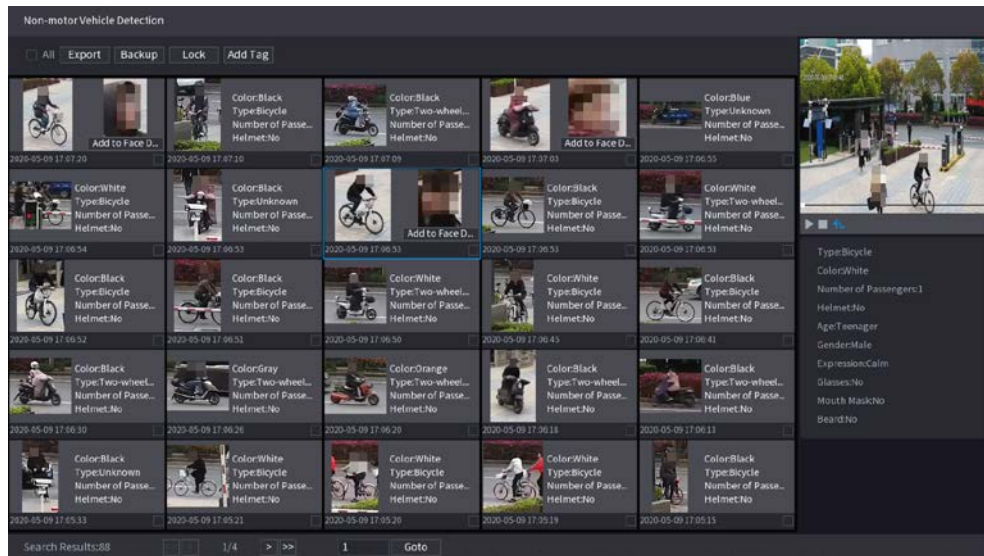 Non-motor Vehicle Detection
All Export Backup Lock Add Tag
Add to Face D...
2020-05-09 17:07:20
Color:Black
Type:Bicycle
Number of Passe...
Helmet:No
2020-05-09 17:07:10
Color:Black
Type:Two-wheel...
Number of Passe...
Helmet:No
2020-05-09 17:07:09
Add to Face D...
2020-05-09 17:07:03
Color:Blue
Type:Unknown
Number of Passe...
Helmet:No
2020-05-09 17:06:55
Color:White
Type:Bicycle
Number of Passe...
Helmet:No
2020-05-09 17:06:54
Color:Black
Type:Unknown
Number of Passe...
Helmet:No
2020-05-09 17:06:53
Add to Face D...
2020-05-09 17:06:53
Color:Black
Type:Bicycle
Number of Passe...
Helmet:No
2020-05-09 17:06:53
Color:White
Type:Two-wheel...
Number of Passe...
Helmet:No
2020-05-09 17:06:53
Color:Black
Type:Bicycle
Number of Passe...
Helmet:No
2020-05-09 17:06:52
Color:Black
Type:Bicycle
Number of Passe...
Helmet:No
2020-05-09 17:06:51
Color:White
Type:Two-wheel...
Number of Passe...
Helmet:No
2020-05-09 17:06:50
Color:White
Type:Bicycle
Number of Passe...
Helmet:No
2020-05-09 17:06:45
Color:Black
Type:Bicycle
Number of Passe...
Helmet:No
2020-05-09 17:06:41
Color:Black
Type:Two-wheel...
Number of Passe...
Helmet:No
2020-05-09 17:06:30
Color:Gray
Type:Two-wheel...
Number of Passe...
Helmet:No
2020-05-09 17:06:26
Color:Orange
Type:Two-wheel...
Number of Passe...
Helmet:No
2020-05-09 17:06:20
Color:Black
Type:Two-wheel...
Number of Passe...
Helmet:No
2020-05-09 17:06:18
Color:Black
Type:Two-wheel...
Number of Passe...
Helmet:No
2020-05-09 17:06:13
Color:Black
Type:Unknown
Number of Passe...
Helmet:No
2020-05-09 17:05:33
Color:White
Type:Bicycle
Number of Passe...
Helmet:No
2020-05-09 17:05:21
Color:White
Type:Bicycle
Number of Passe...
Helmet:No
2020-05-09 17:05:20
Color:White
Type:Bicycle
Number of Passe...
Helmet:No
2020-05-09 17:05:19
Color:Black
Type:Bicycle
Number of Passe...
Helmet:No
2020-05-09 17:05:15
Type:Bicycle
Color:White
Number of Passengers:1
Helmet:No
Age:Teenager
Gender:Male
Expression:Calm
Glasses:No
Mouth Mask:No
Beard:No
Search Results:88 1/4 > >> 1 Goto